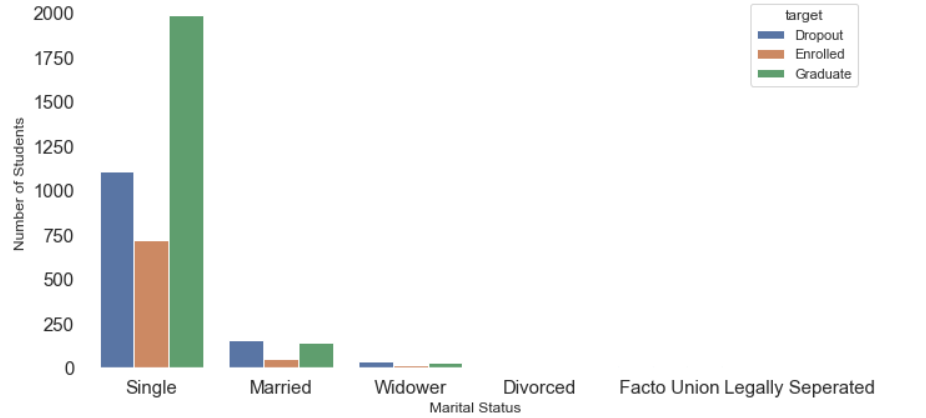 2000
1750
1500
1250
1000
750
500
250
0
Number of Students
target
Dropout
Enrolled
Graduate
Single Married Widower Divorced Facto Union Legally Seperated
Marital Status